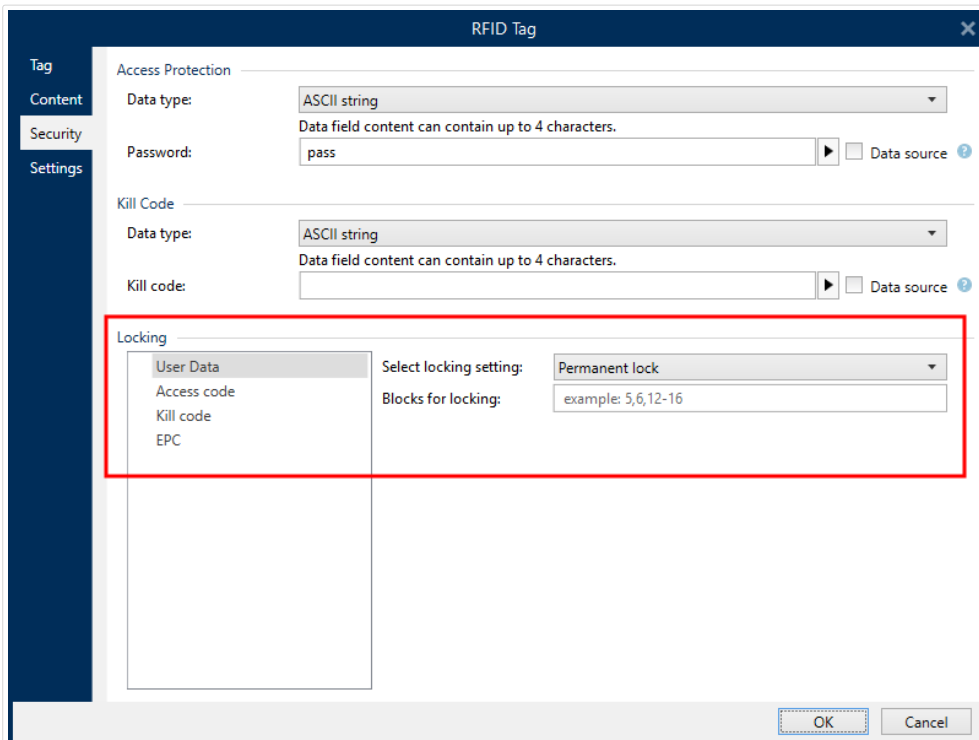 RFID Tag
Tag
Content
Security
Settings
Access Protection
Data type: ASCII string
Data field content can contain up to 4 characters.
Password: pass Data source ?
Kill Code
Data type: ASCII string
Data field content can contain up to 4 characters.
Kill code: Data source ?
Locking
User Data
Access code
Kill code
EPC
Select locking setting: Permanent lock
Blocks for locking: example: 5,6,12-16
OK Cancel